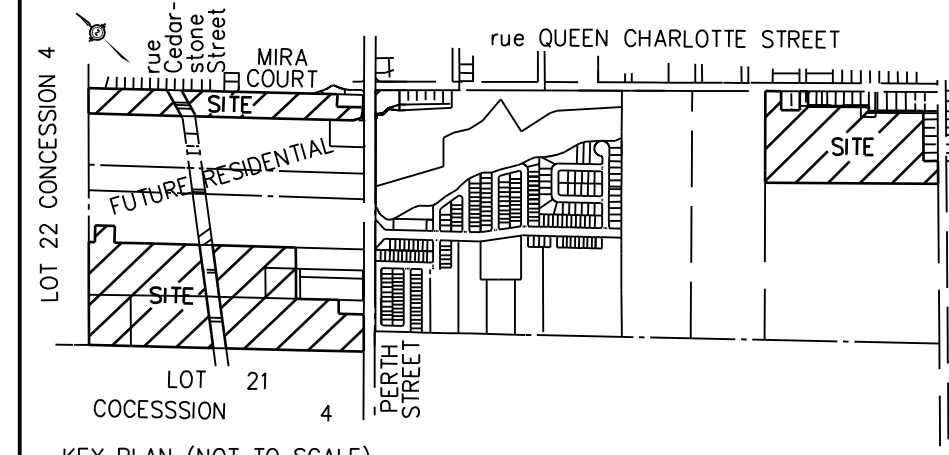 rue
Cedar-
stone
Street
MIRA
COURT
rue QUEEN CHARLOTTE STREET
LOT 22 CONCESSION 4
SITE
SITE
FUTURE RESIDENTIAL
SITE
PERTH
STREET
LOT 21
COCESSSION 4
KEY PLAN (NOT TO SCALE)